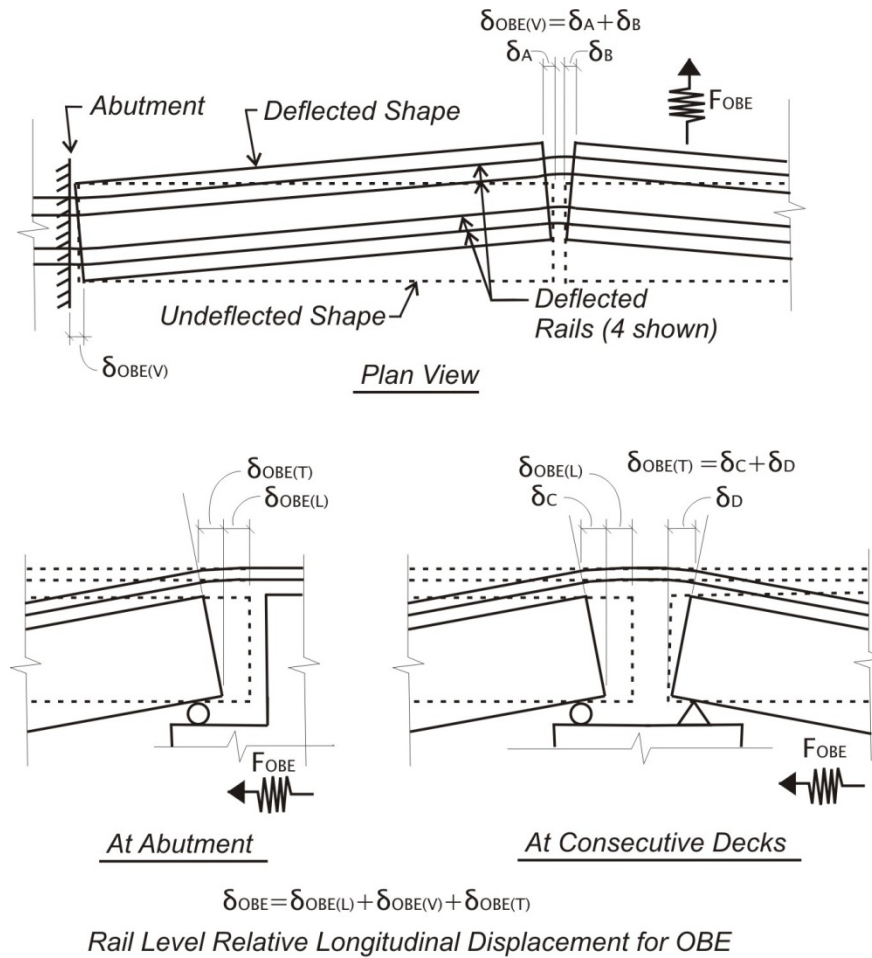 δOBE(V)=δA+δB
δA
δB
FOBE
Abutment
Deflected Shape
Undeflected Shape
Deflected
Rails (4 shown)
δOBE(V)
Plan View
δOBE(T)
δOBE(L)
δOBE(L)
δOBE(T) =δC+δD
δC
δD
FOBE
FOBE
At Abutment
At Consecutive Decks
δOBE=δOBE(L)+δOBE(V)+δOBE(T)
Rail Level Relative Longitudinal Displacement for OBE